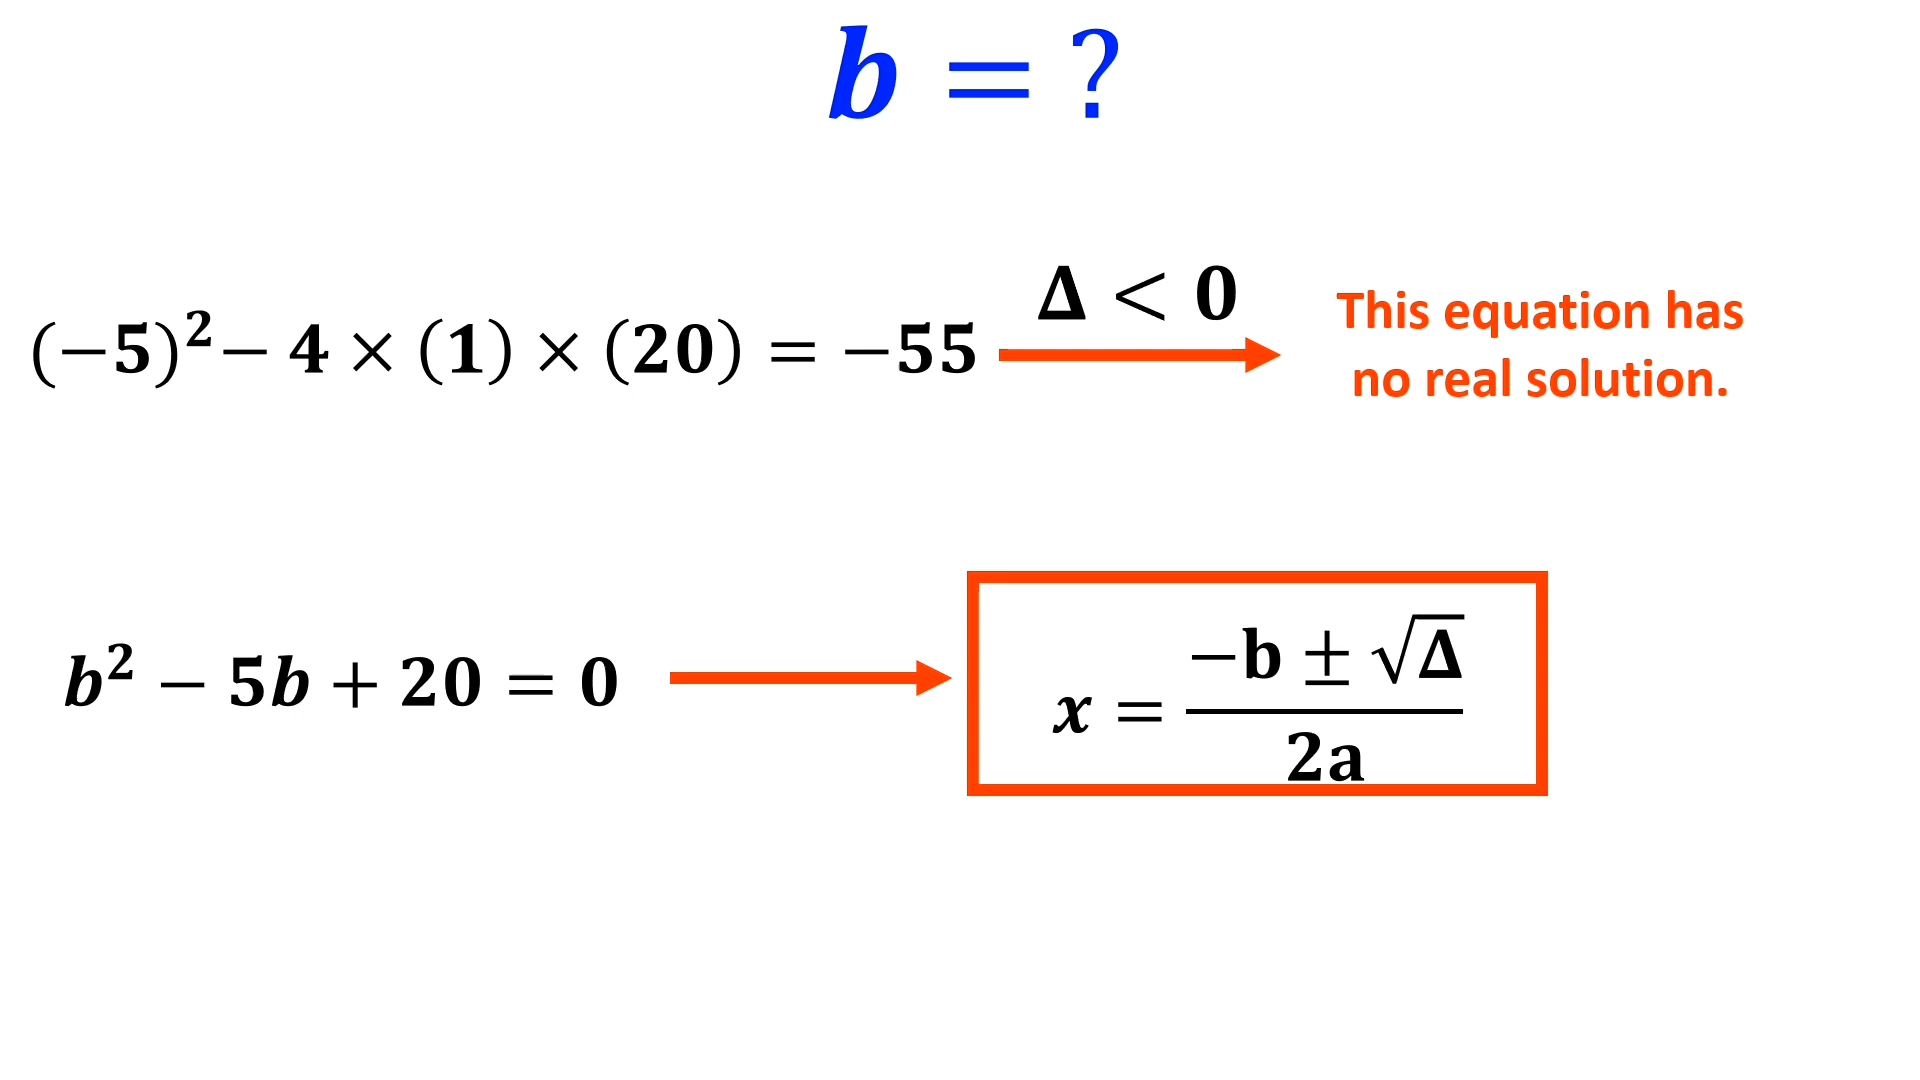 b = ?
(−5)² − 4 × (1) × (20) = −55
Δ < 0
This equation has
no real solution.
b² − 5b + 20 = 0
x = (−b ± √Δ) / 2a